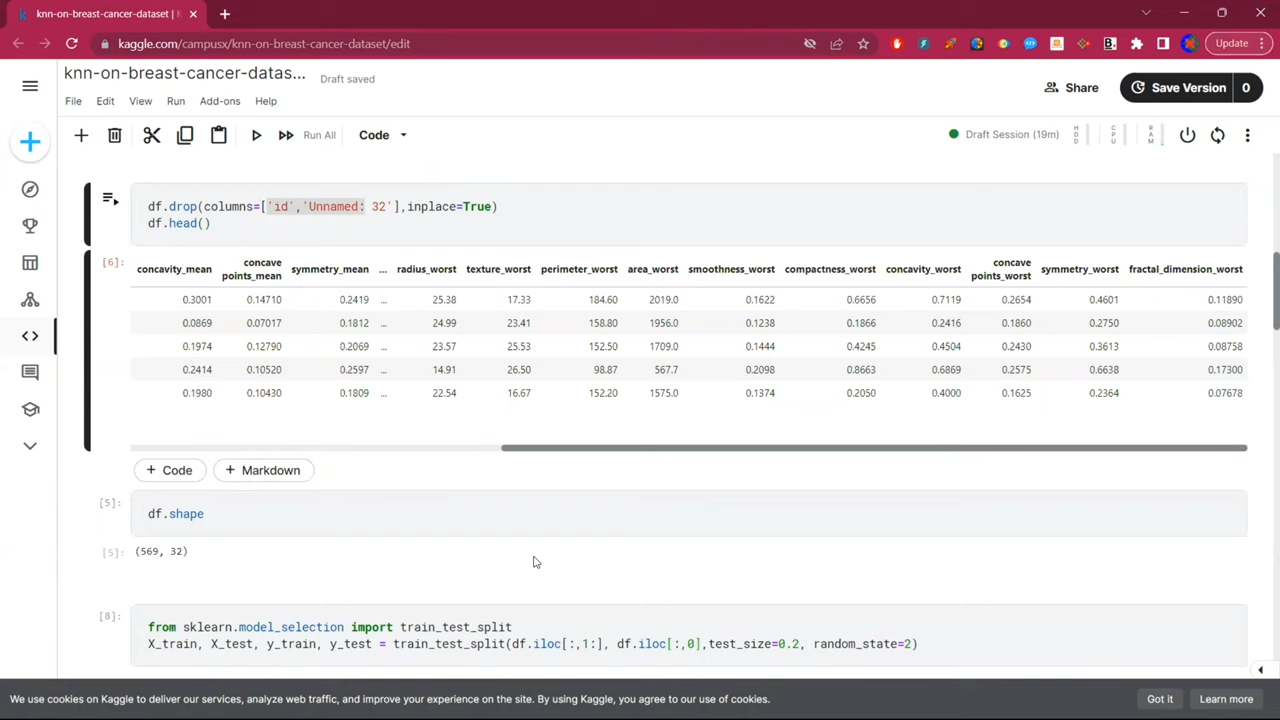 knn-on-breast-cancer-dataset |
kaggle.com/campusx/knn-on-breast-cancer-dataset/edit
Update
knn-on-breast-cancer-datas...
Draft saved
File Edit View Run Add-ons Help
Share
Save Version 0
Run All
Code
Draft Session (19m)
HDD
CPU
RAM
df.drop(columns=['id','Unnamed: 32'],inplace=True)
df.head()
[6]:
concavity_mean concave points_mean symmetry_mean ... radius_worst texture_worst perimeter_worst area_worst smoothness_worst compactness_worst concavity_worst concave points_worst symmetry_worst fractal_dimension_worst
0.3001 0.14710 0.2419 ... 25.38 17.33 184.60 2019.0 0.1622 0.6656 0.7119 0.2654 0.4601 0.11890
0.0869 0.07017 0.1812 ... 24.99 23.41 158.80 1956.0 0.1238 0.1866 0.2416 0.1860 0.2750 0.08902
0.1974 0.12790 0.2069 ... 23.57 25.53 152.50 1709.0 0.1444 0.4245 0.4504 0.2430 0.3613 0.08758
0.2414 0.10520 0.2597 ... 14.91 26.50 98.87 567.7 0.2098 0.8663 0.6869 0.2575 0.6638 0.17300
0.1980 0.10430 0.1809 ... 22.54 16.67 152.20 1575.0 0.1374 0.2050 0.4000 0.1625 0.2364 0.07678
+ Code + Markdown
[5]:
df.shape
[5]:
(569, 32)
[8]:
from sklearn.model_selection import train_test_split
X_train, X_test, y_train, y_test = train_test_split(df.iloc[:,1:], df.iloc[:,0],test_size=0.2, random_state=2)
We use cookies on Kaggle to deliver our services, analyze web traffic, and improve your experience on the site. By using Kaggle, you agree to our use of cookies.
Got it
Learn more